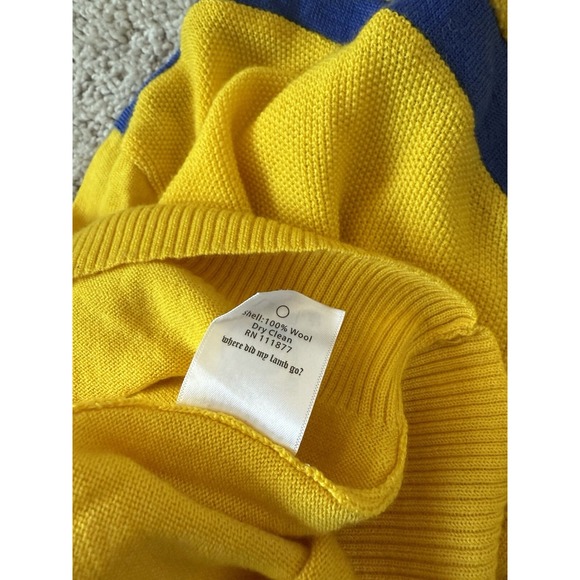 shell:100% Wool
Dry Clean
RN 111877
where did my lamb go?